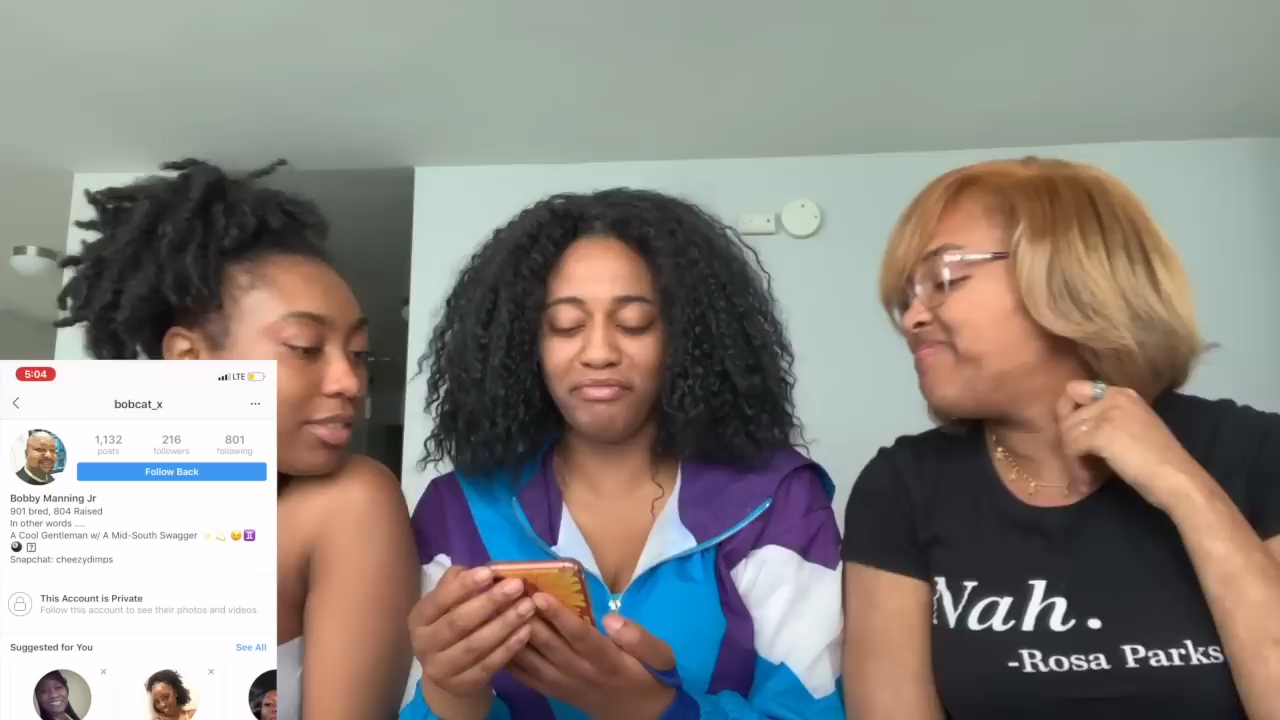 5:04
LTE
bobcat_x
1,132 216 801
posts followers following
Follow Back
Bobby Manning Jr
901 bred, 804 Raised
In other words ....
A Cool Gentleman w/ A Mid-South Swagger ✨ 💫 😉♊
🎱 ?
Snapchat: cheezydimps
This Account is Private
Follow this account to see their photos and videos.
Suggested for You See All
Nah.
-Rosa Parks